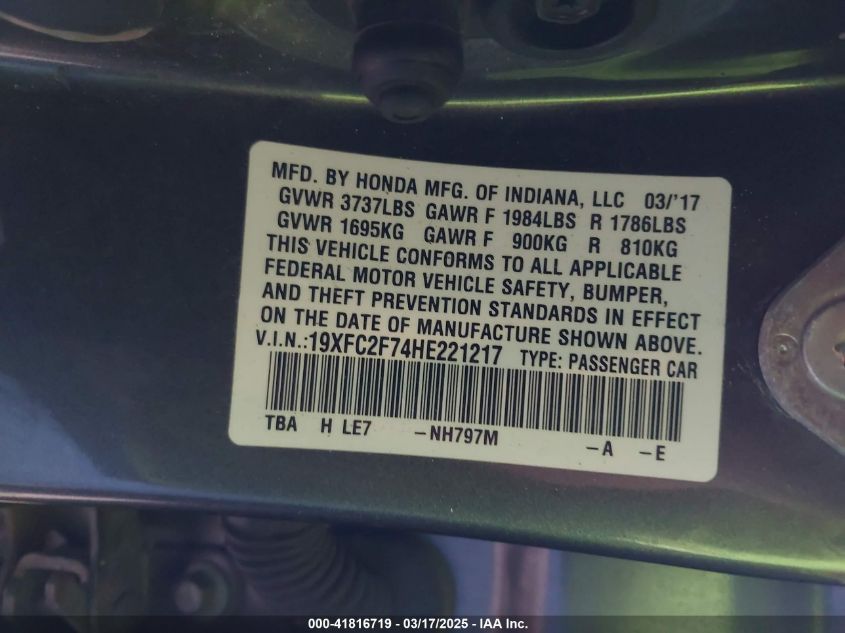 MFD. BY HONDA MFG. OF INDIANA, LLC 03/'17
GVWR 3737LBS GAWR F 1984LBS R 1786LBS
GVWR 1695KG GAWR F 900KG R 810KG
THIS VEHICLE CONFORMS TO ALL APPLICABLE
FEDERAL MOTOR VEHICLE SAFETY, BUMPER,
AND THEFT PREVENTION STANDARDS IN EFFECT
ON THE DATE OF MANUFACTURE SHOWN ABOVE.
V.I.N.:19XFC2F74HE221217 TYPE: PASSENGER CAR
TBA H LE7 -NH797M -A -E
000-41816719 - 03/17/2025 - IAA Inc.